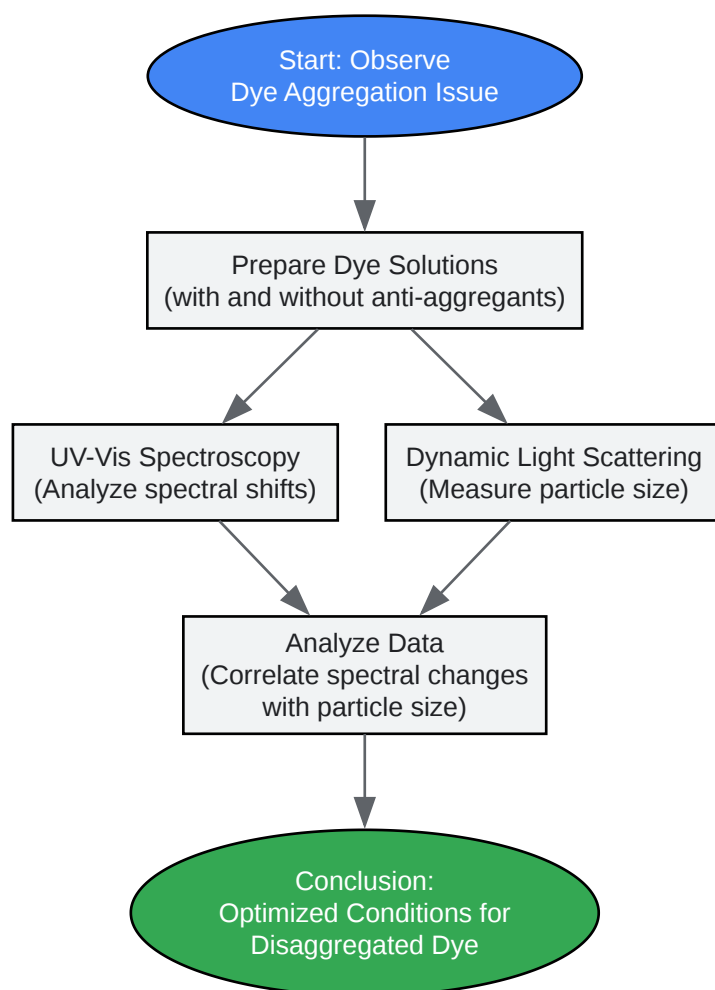 Start: Observe
Dye Aggregation Issue
Prepare Dye Solutions
(with and without anti-aggregants)
UV-Vis Spectroscopy
(Analyze spectral shifts)
Dynamic Light Scattering
(Measure particle size)
Analyze Data
(Correlate spectral changes
with particle size)
Conclusion:
Optimized Conditions for
Disaggregated Dye